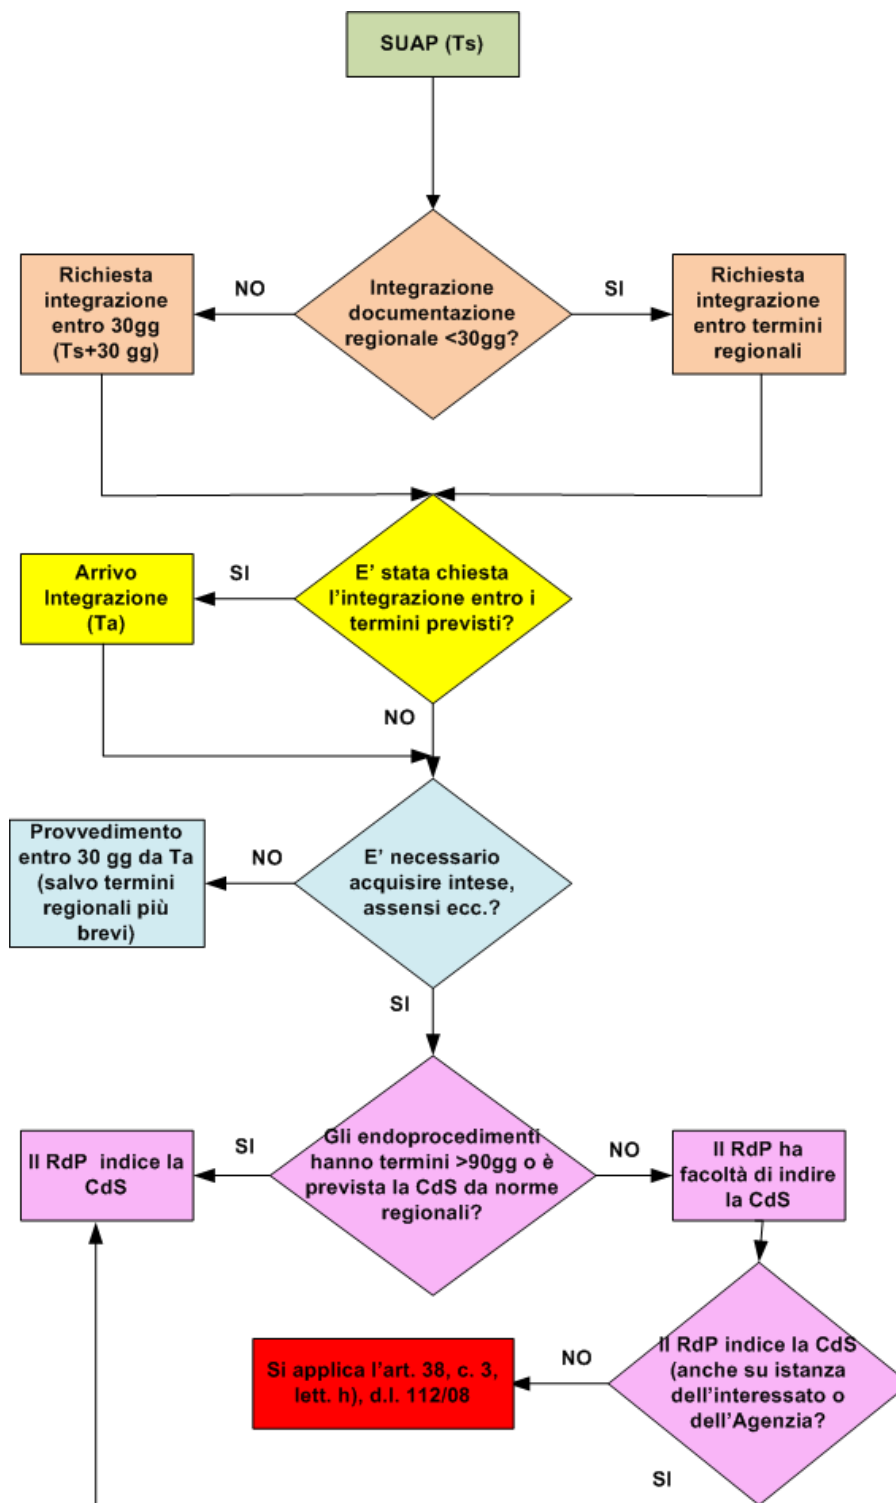 SUAP (Ts)
Richiesta
integrazione
entro 30gg
(Ts+30 gg)
NO
Integrazione
documentazione
regionale <30gg?
SI
Richiesta
integrazione
entro termini
regionali
Arrivo
Integrazione
(Ta)
SI
E' stata chiesta
l'integrazione entro i
termini previsti?
NO
Provvedimento
entro 30 gg da Ta
(salvo termini
regionali più
brevi)
NO
E' necessario
acquisire intese,
assensi ecc.?
SI
Il RdP indice la
CdS
SI
Gli endoprocedimenti
hanno termini >90gg o è
prevista la CdS da norme
regionali?
NO
Il RdP ha
facoltà di indire
la CdS
Si applica l'art. 38, c. 3,
lett. h), d.l. 112/08
NO
Il RdP indice la CdS
(anche su istanza
dell'interessato o
dell'Agenzia?
SI